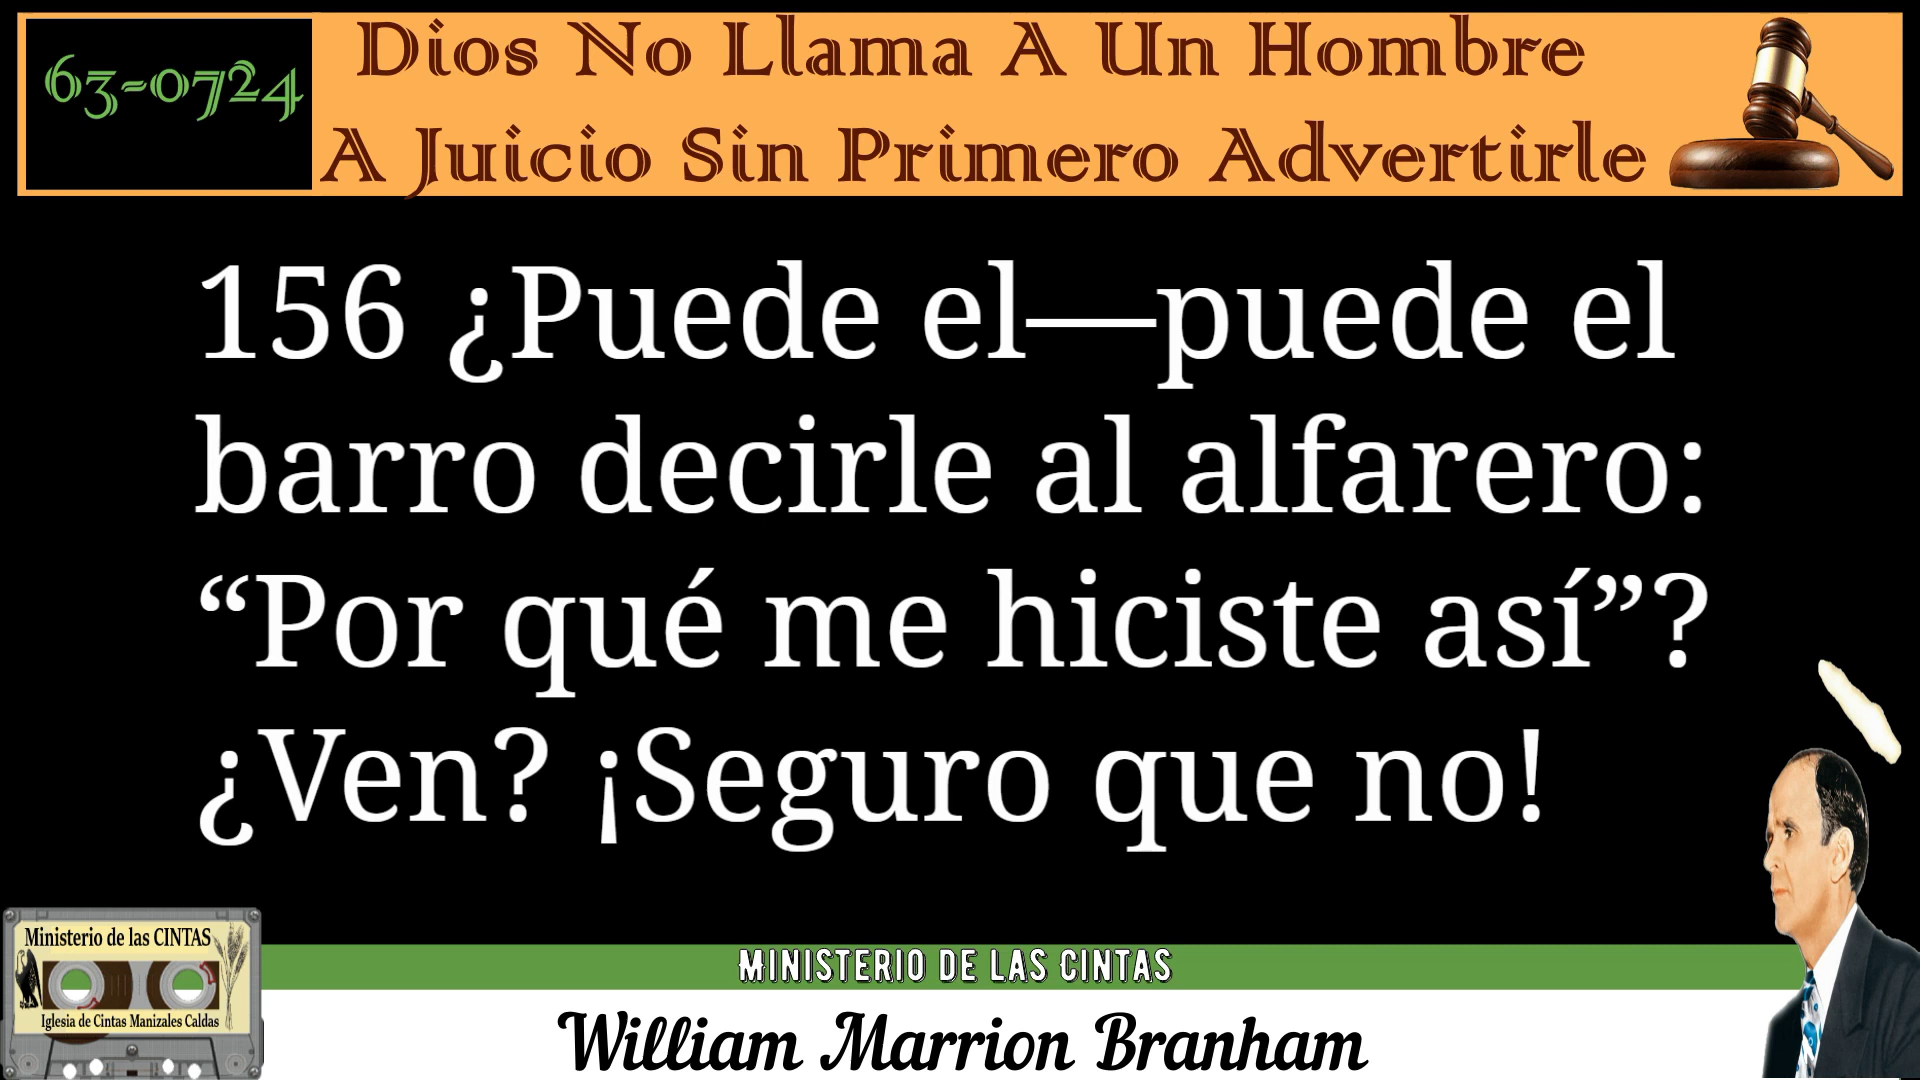 63-0724
Dios No Llama A Un Hombre
A Juicio Sin Primero Advertirle
156 ¿Puede el—puede el
barro decirle al alfarero:
“Por qué me hiciste así”?
¿Ven? ¡Seguro que no!
Ministerio de las CINTAS
Iglesia de Cintas Manizales Caldas
MINISTERIO DE LAS CINTAS
William Marrion Branham